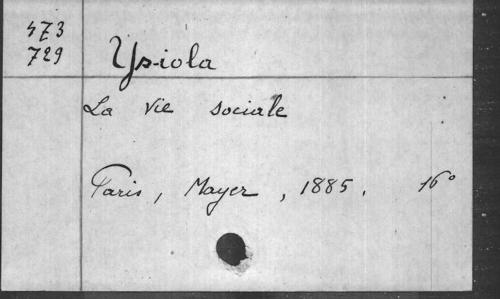 473
729
Ysiola
La vie sociale
Paris, Mayer, 1885. 16°